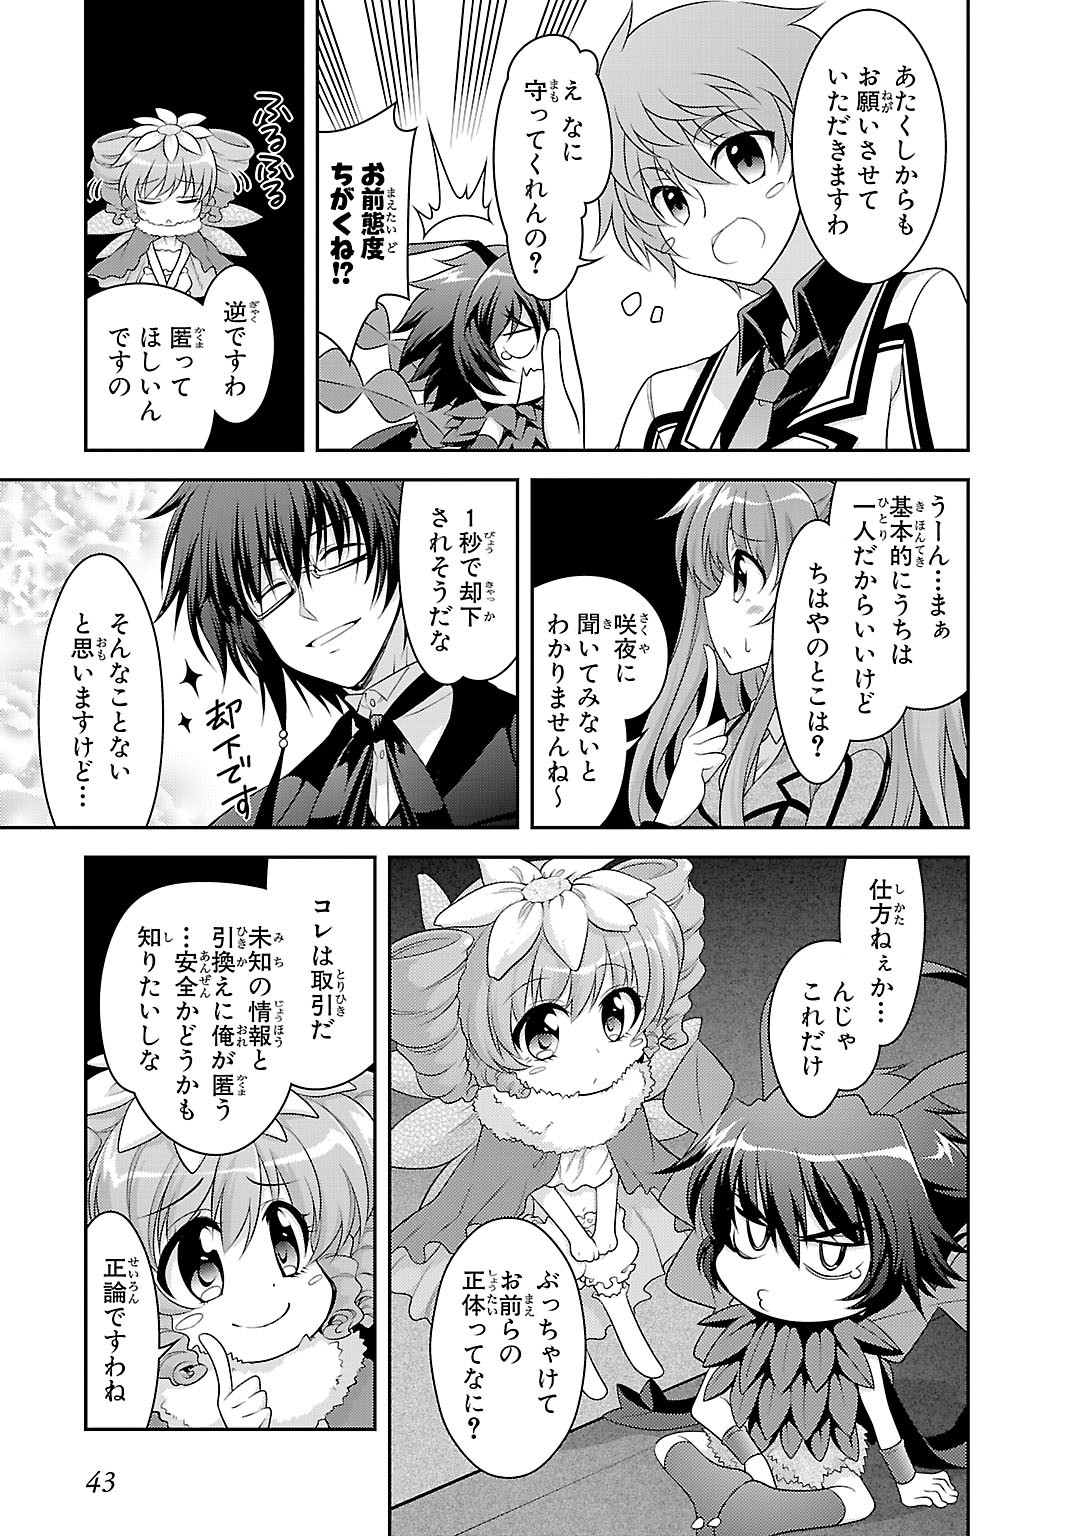 あたくしからも
お願いさせて
いただきますわ
え なに
守ってくれんの?
お前態度
ちがくね!?
ふるふる
逆ですわ
匿って
ほしいん
ですの
うーん…まぁ
基本的にうちは
一人だからいいけど
ちはやのとこは?
咲夜に
聞いてみないと
わかりませんね～
1秒で却下
されそうだな
却下です
そんなことない
と思いますけど…
仕方ねぇか…
んじゃ
これだけ
ぶっちゃけて
お前らの
正体ってなに?
コレは取引だ
未知の情報と
引換えに俺が匿う
…安全かどうかも
知りたいしな
正論ですわね
43